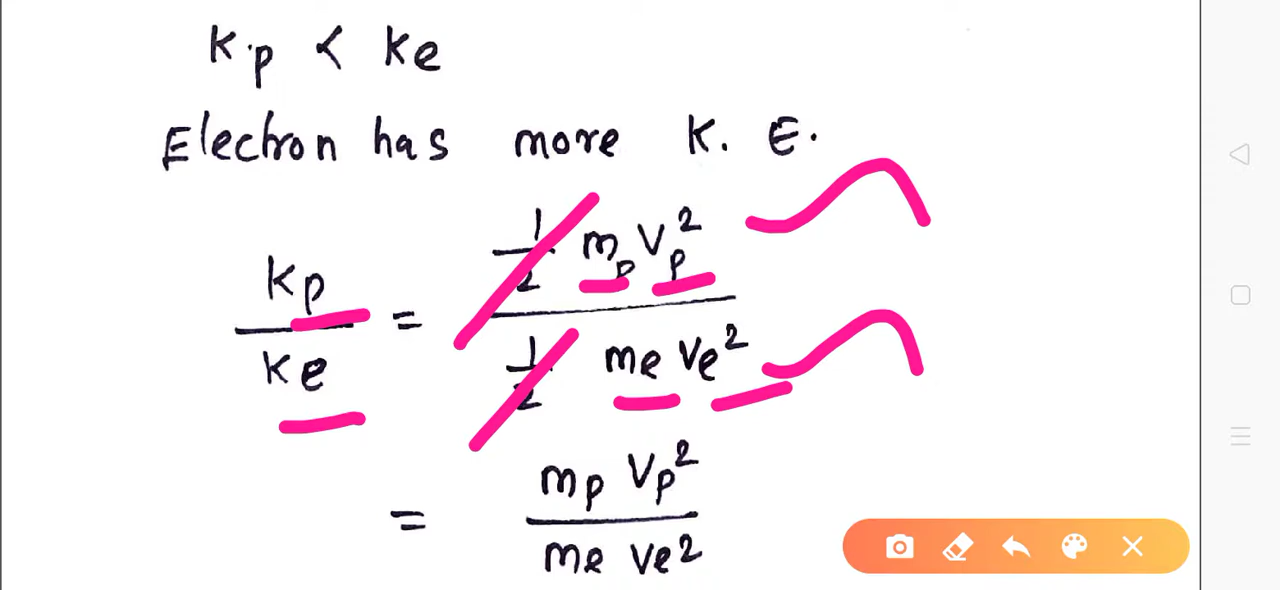 Kp < Ke
Electron has more K. E.
Kp / Ke = 1/2 mp Vp² / 1/2 me Ve²
= mp Vp² / me Ve²